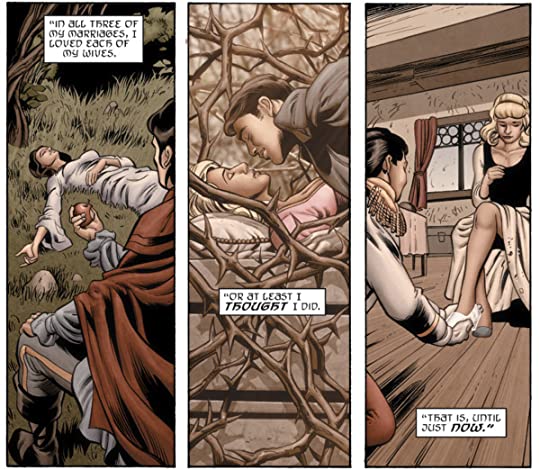 "IN ALL THREE OF
MY MARRIAGES, I
LOVED EACH OF
MY WIVES.
"OR AT LEAST I
THOUGHT I DID.
"THAT IS, UNTIL
JUST NOW."